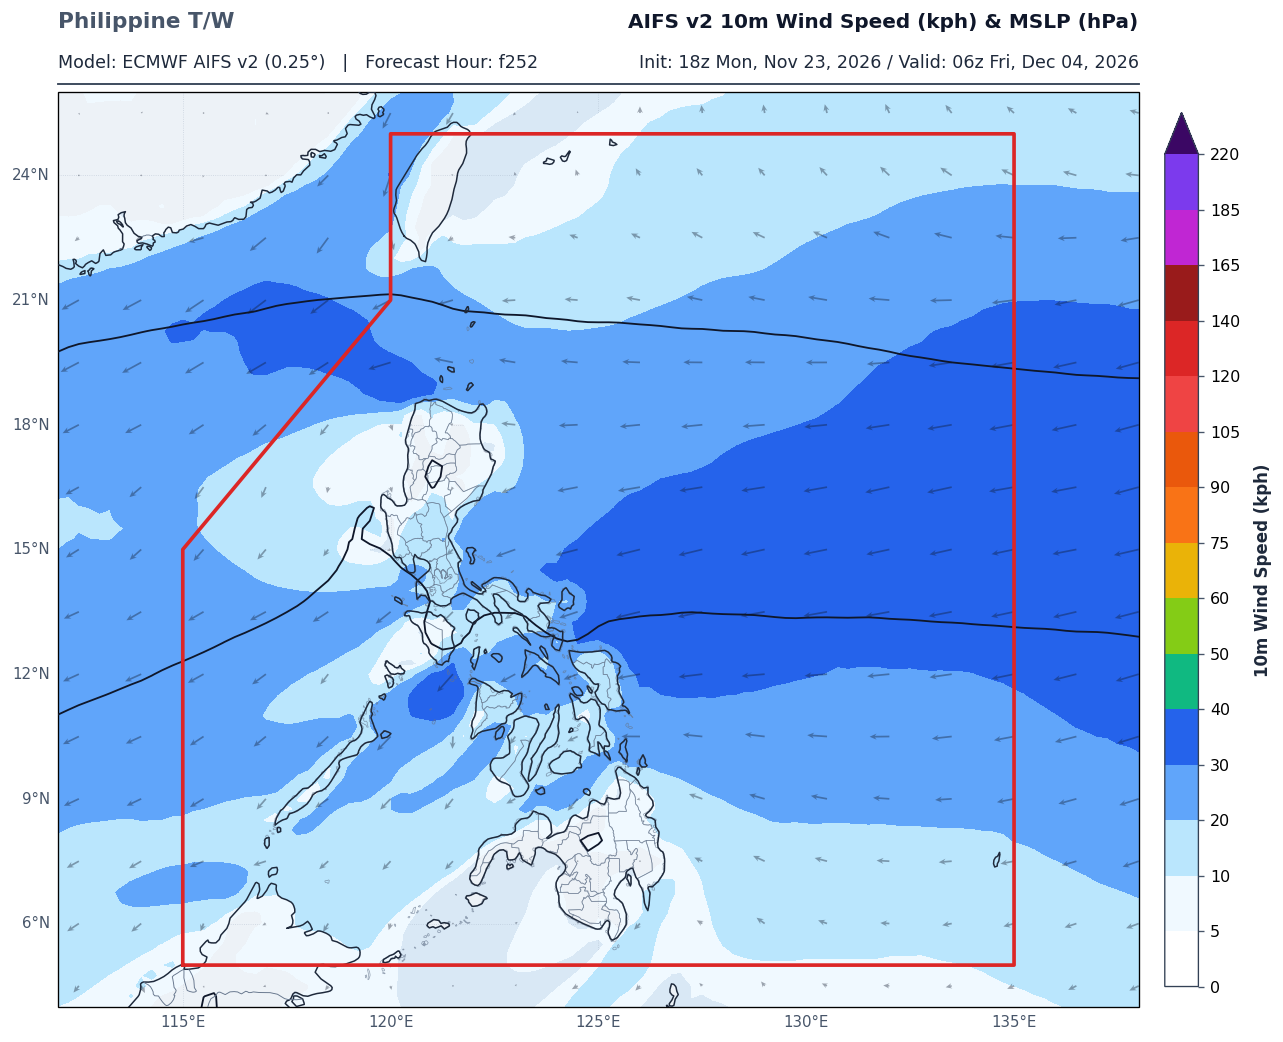 Philippine T/W
AIFS v2 10m Wind Speed (kph) & MSLP (hPa)
Model: ECMWF AIFS v2 (0.25°) | Forecast Hour: f252
Init: 18z Mon, Nov 23, 2026 / Valid: 06z Fri, Dec 04, 2026
24°N
21°N
18°N
15°N
12°N
9°N
6°N
115°E
120°E
125°E
130°E
135°E
220
185
165
140
120
105
90
75
60
50
40
30
20
10
5
0
10m Wind Speed (kph)